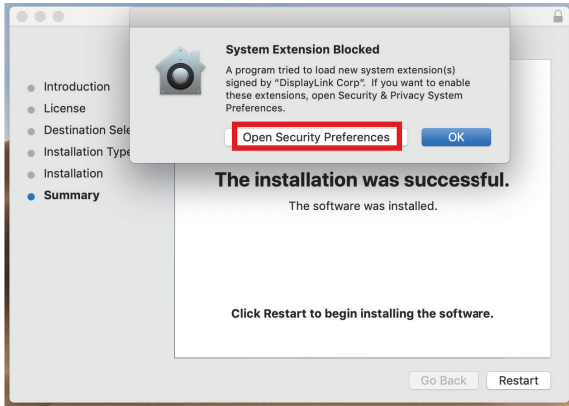 System Extension Blocked
A program tried to load new system extension(s)
signed by “DisplayLink Corp”.  If you want to enable
these extensions, open Security & Privacy System
Preferences.
Open Security Preferences
OK
Introduction
License
Destination Sele
Installation Type
Installation
Summary
The installation was successful.
The software was installed.
Click Restart to begin installing the software.
Go Back
Restart